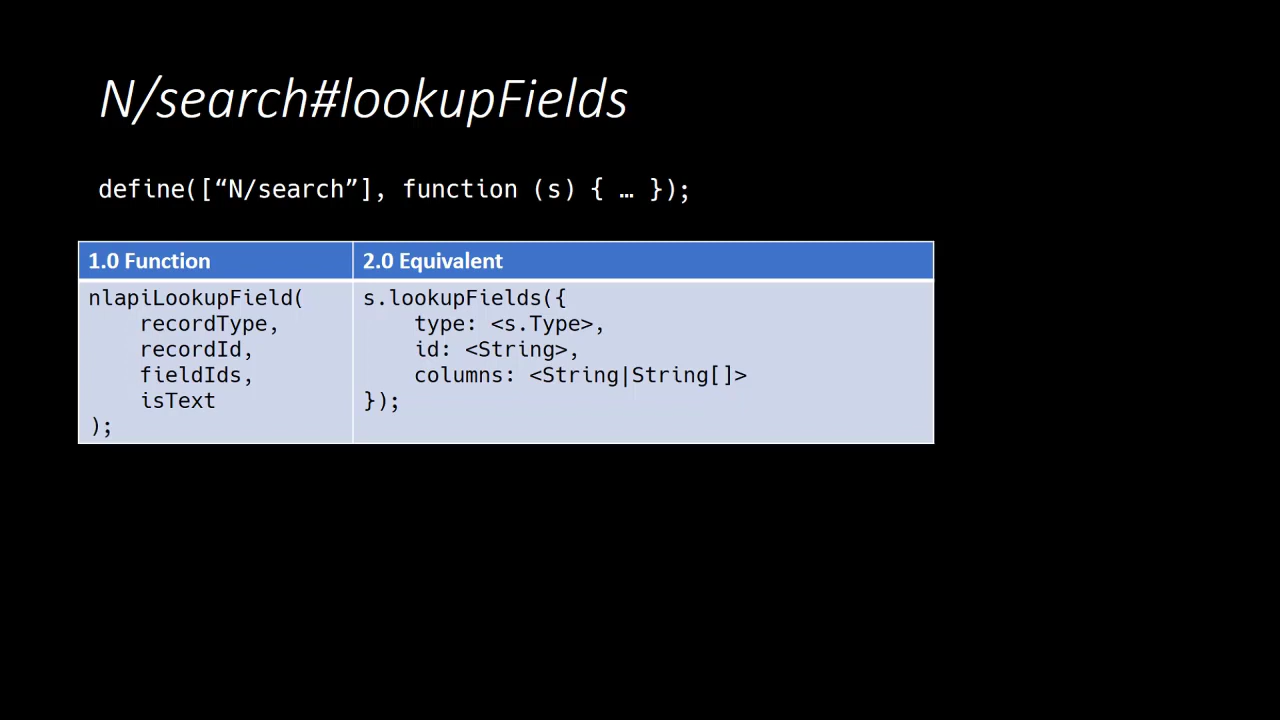 N/search#lookupFields
define([“N/search”], function (s) { … });
1.0 Function
2.0 Equivalent
nlapiLookupField(
recordType,
recordId,
fieldIds,
isText
);
s.lookupFields({
type: <s.Type>,
id: <String>,
columns: <String|String[]>
});